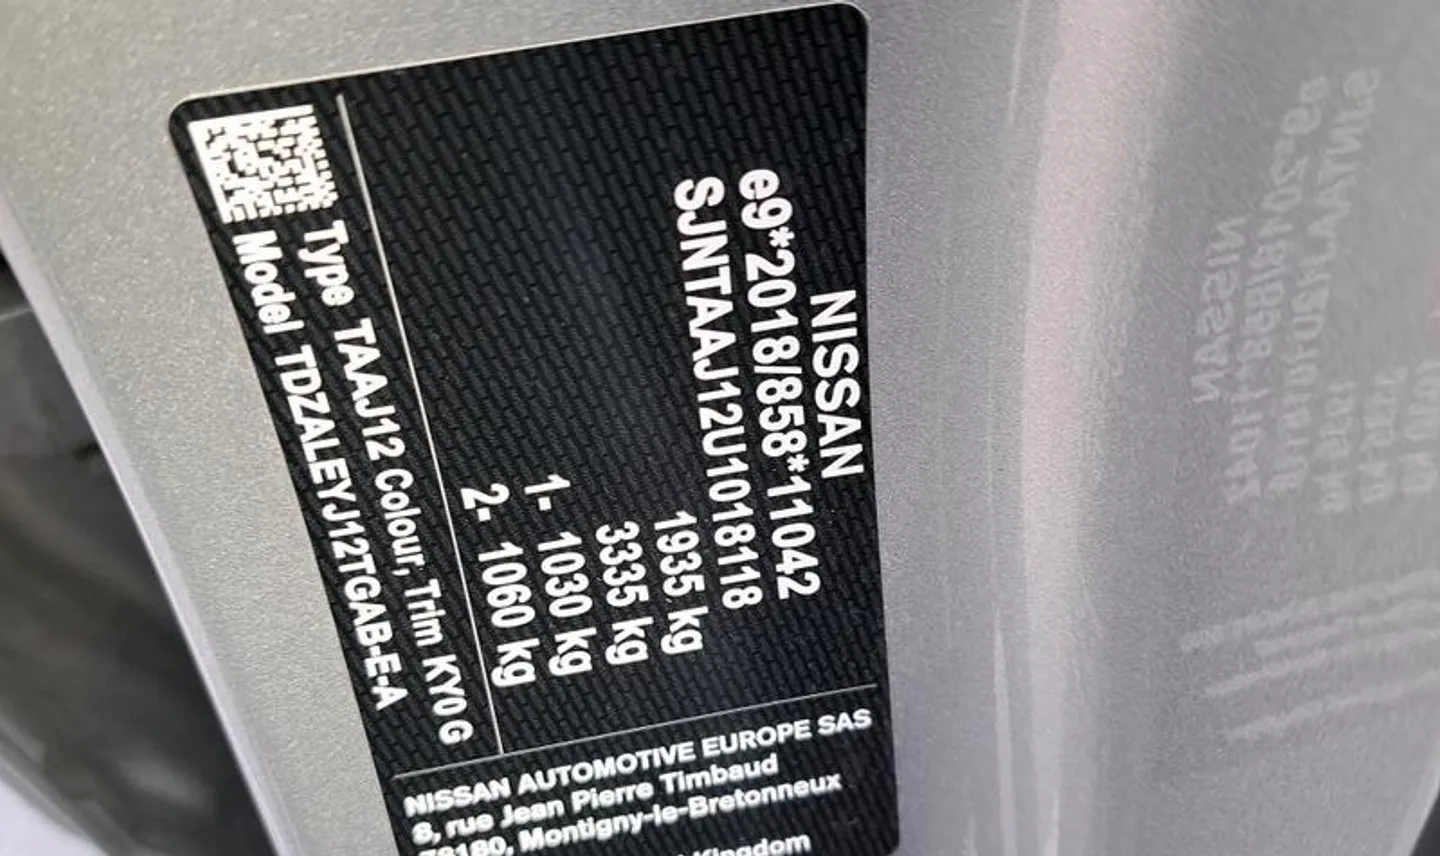 NISSAN
e9*2018/858*11042
SJNTAAJ12U1018118
1935 kg
3335 kg
1- 1030 kg
2- 1060 kg
Type TAAJ12 Colour, Trim KY0 G
Model TDZALEYJ12TGAB-E-A
NISSAN AUTOMOTIVE EUROPE SAS
8, rue Jean Pierre Timbaud
78180, Montigny-le-Bretonneux
Kingdom